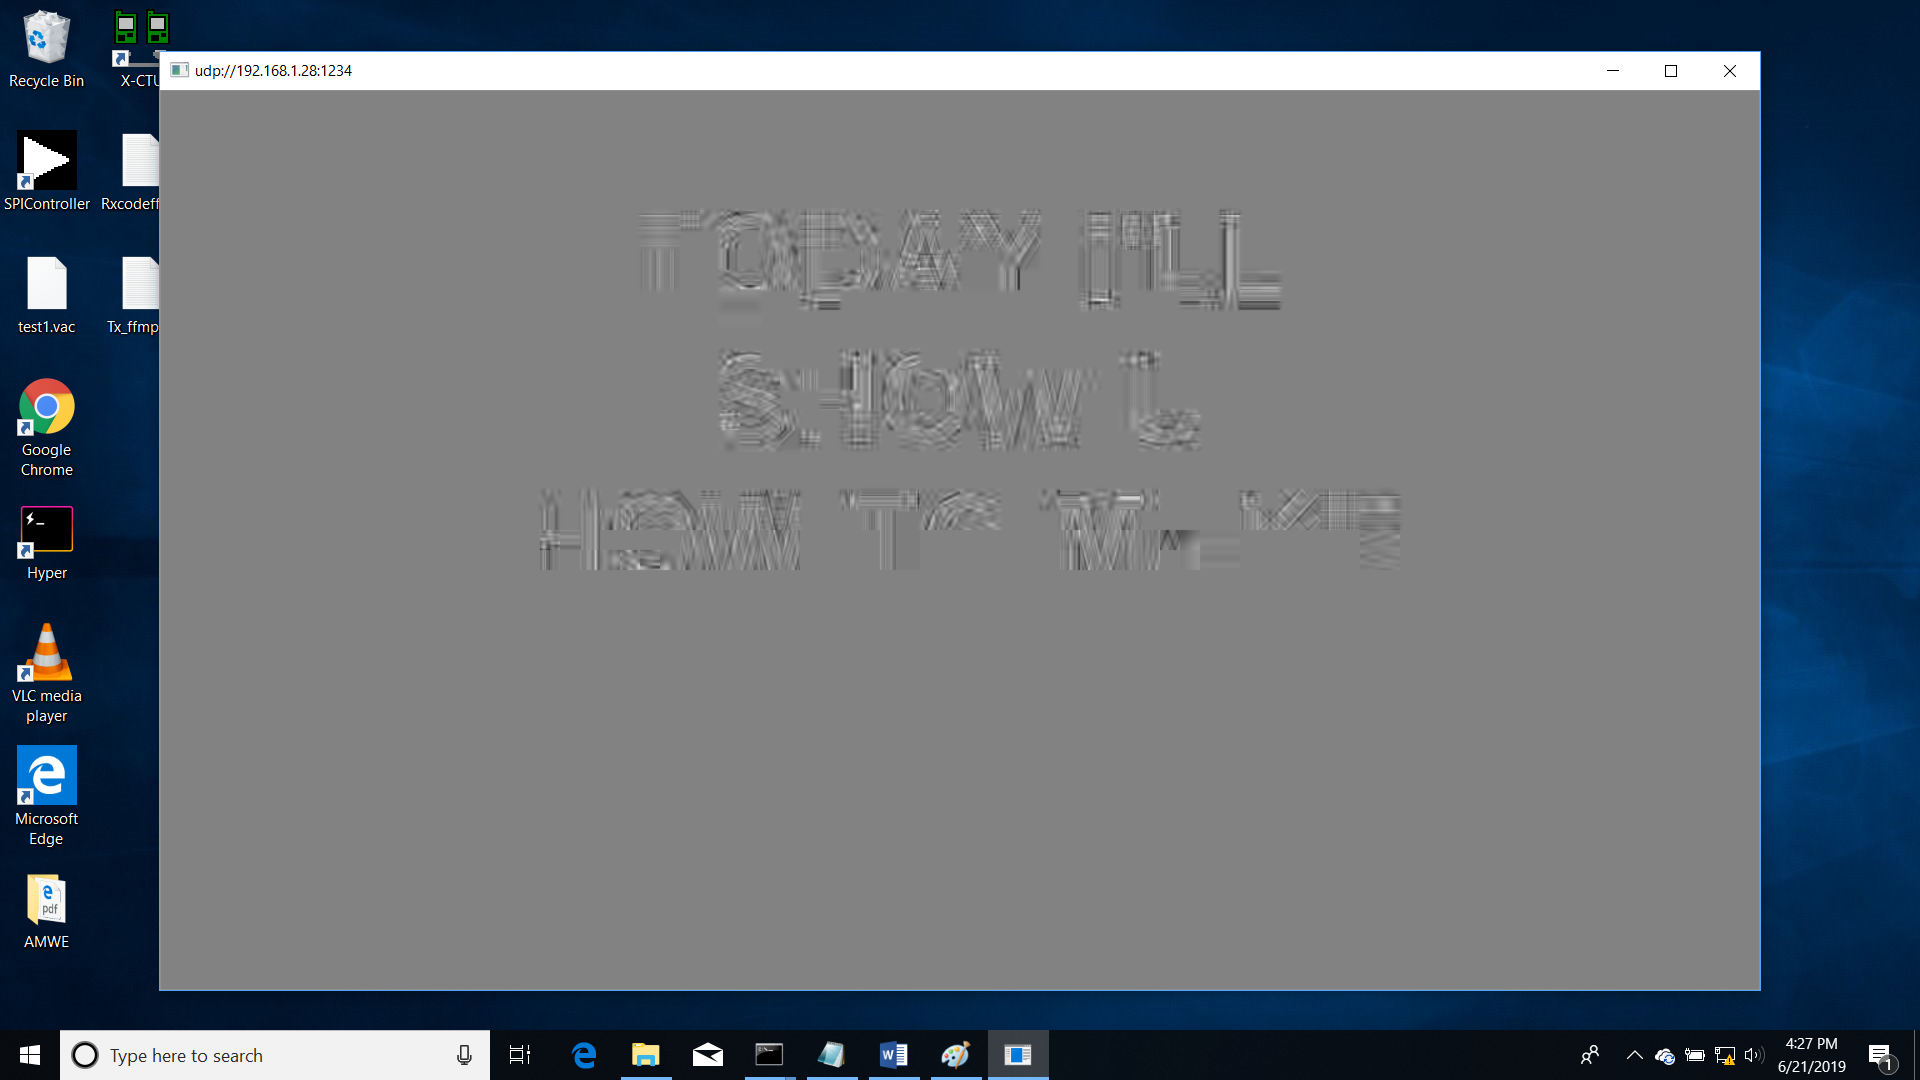 Recycle Bin
X-CTU
udp://192.168.1.28:1234
TODAY I'LL
SHOW
HOW TO
SPIController
Rxcodeff
test1.vac
Tx_ffmp
Google
Chrome
Hyper
VLC media
player
Microsoft
Edge
pdf
AMWE
Type here to search
4:27 PM
6/21/2019
1